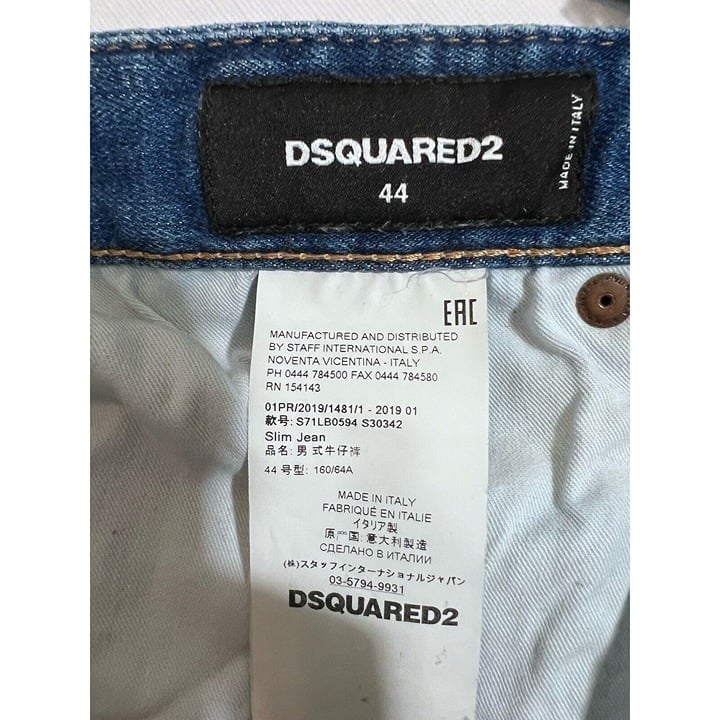 DSQUARED2
44
MADE IN ITALY
EAC
MANUFACTURED AND DISTRIBUTED
BY STAFF INTERNATIONAL S.P.A.
NOVENTA VICENTINA - ITALY
PH 0444 784500 FAX 0444 784580
RN 154143
01PR/2019/1481/1 - 2019 01
款号: S71LB0594 S30342
Slim Jean
品名: 男式牛仔裤
44 号型: 160/64A
MADE IN ITALY
FABRIQUÉ EN ITALIE
イタリア製
原产国: 意大利製造
СДЕЛАНО В ИТАЛИИ
(株)スタッフインターナショナルジャパン
03-5794-9931
DSQUARED2